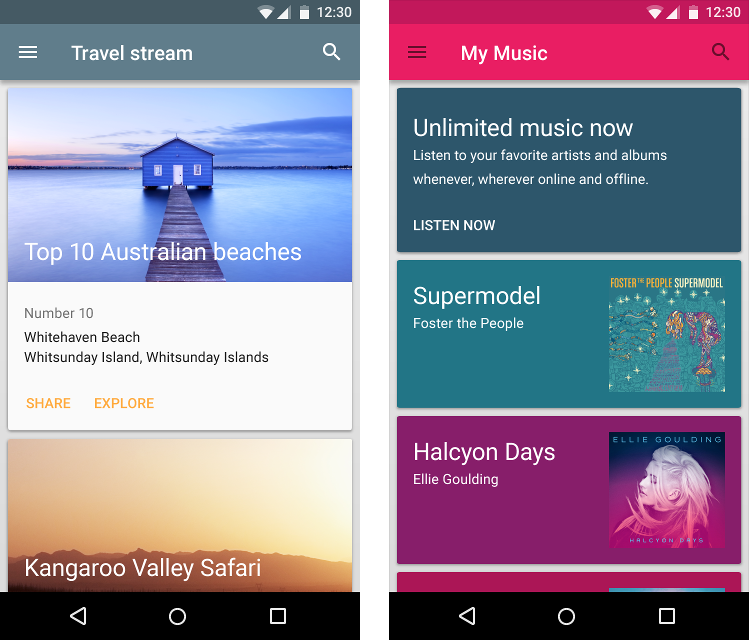 12:30
Travel stream
Top 10 Australian beaches
Number 10
Whitehaven Beach
Whitsunday Island, Whitsunday Islands
SHARE EXPLORE
Kangaroo Valley Safari
12:30
My Music
Unlimited music now
Listen to your favorite artists and albums
whenever, wherever online and offline.
LISTEN NOW
Supermodel
Foster the People
FOSTER THE PEOPLE SUPERMODEL
Halcyon Days
Ellie Goulding
ELLIE GOULDING
HALCYON DAYS